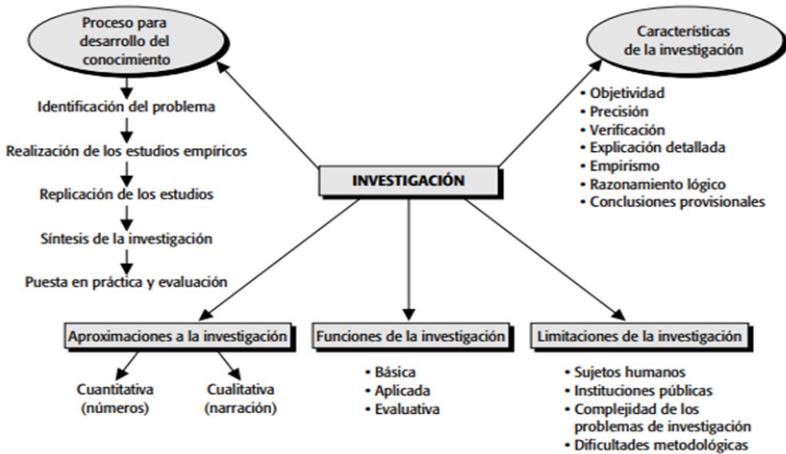 Proceso para
desarrollo del
conocimiento
Identificación del problema
Realización de los estudios empíricos
Replicación de los estudios
Síntesis de la investigación
Puesta en práctica y evaluación
Características
de la investigación
• Objetividad
• Precisión
• Verificación
• Explicación detallada
• Empirismo
• Razonamiento lógico
• Conclusiones provisionales
INVESTIGACIÓN
Aproximaciones a la investigación
Cuantitativa
(números)
Cualitativa
(narración)
Funciones de la investigación
• Básica
• Aplicada
• Evaluativa
Limitaciones de la investigación
• Sujetos humanos
• Instituciones públicas
• Complejidad de los
problemas de investigación
• Dificultades metodológicas